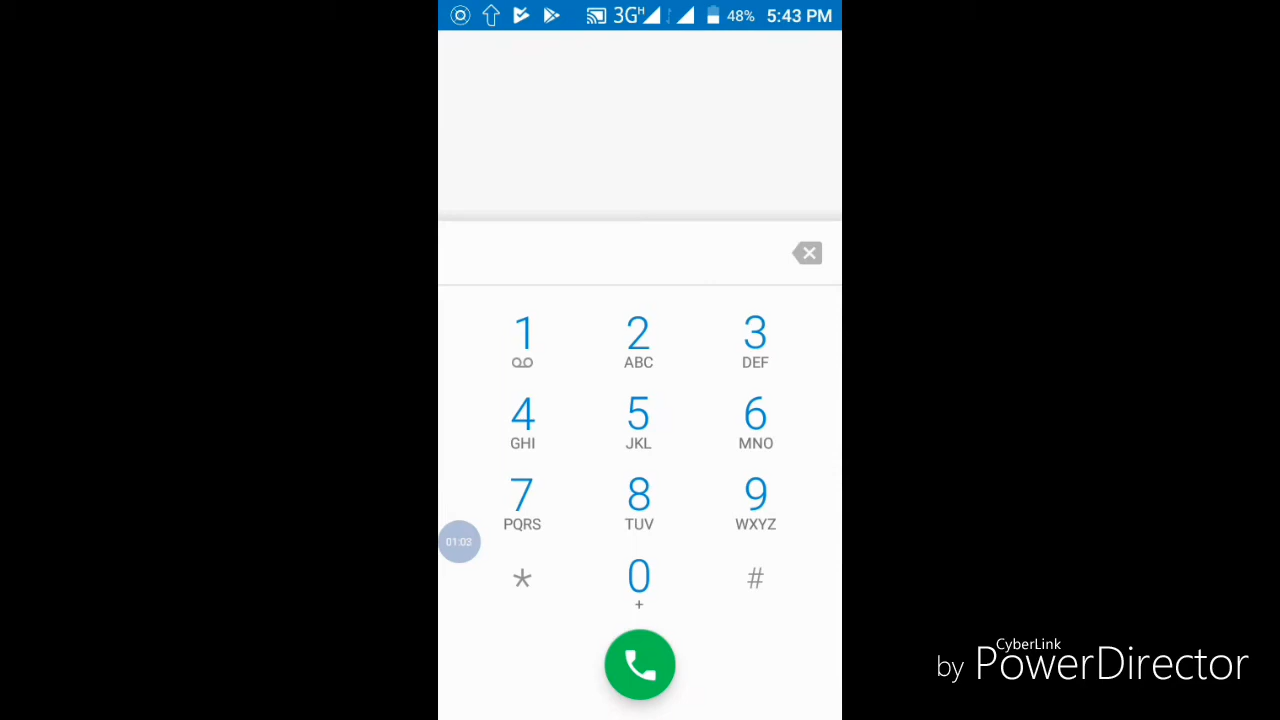 3G H 48% 5:43 PM
1 2 3
ABC DEF
4 5 6
GHI JKL MNO
7 8 9
PQRS TUV WXYZ
01:03
* 0 #
+
CyberLink
by PowerDirector